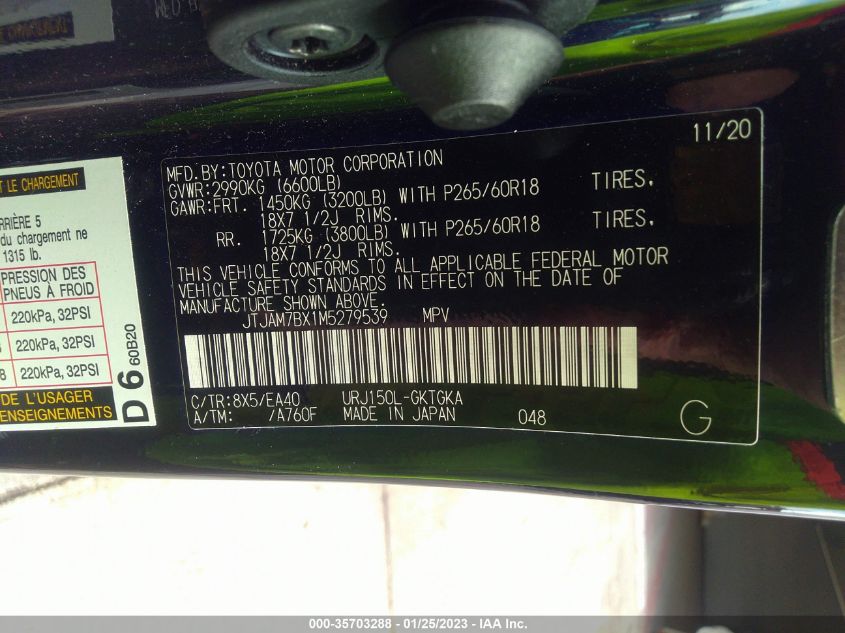 11/20
MFD.BY:TOYOTA MOTOR CORPORATION
GVWR:2990KG (6600LB)
GAWR:FRT. 1450KG (3200LB) WITH P265/60R18 TIRES,
18X7 1/2J RIMS.
RR. 1725KG (3800LB) WITH P265/60R18 TIRES,
18X7 1/2J RIMS.
THIS VEHICLE CONFORMS TO ALL APPLICABLE FEDERAL MOTOR
VEHICLE SAFETY STANDARDS IN EFFECT ON THE DATE OF
MANUFACTURE SHOWN ABOVE.
JTJAM7BX1M5279539 MPV
C/TR:8X5/EA40 URJ150L-GKTGKA
A/TM: /A760F MADE IN JAPAN 048
G
T LE CHARGEMENT
RRIÈRE 5
du chargement ne
1315 lb.
PRESSION DES
PNEUS À FROID
220kPa, 32PSI
220kPa, 32PSI
8 220kPa, 32PSI
DE L'USAGER
ENSEIGNEMENTS
D 6 60B20
000-35703288 - 01/25/2023 - IAA Inc.